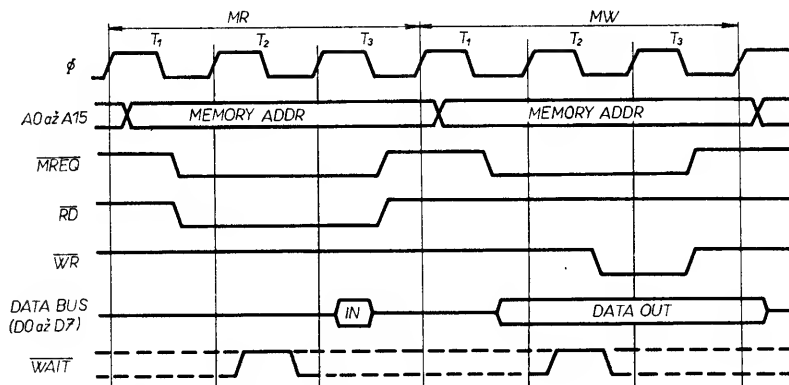 MR MW
T1 T2 T3 T1 T2 T3
ϕ
A0 až A15 MEMORY ADDR MEMORY ADDR
MREQ
RD
WR
DATA BUS
(D0 až D7) IN DATA OUT
WAIT